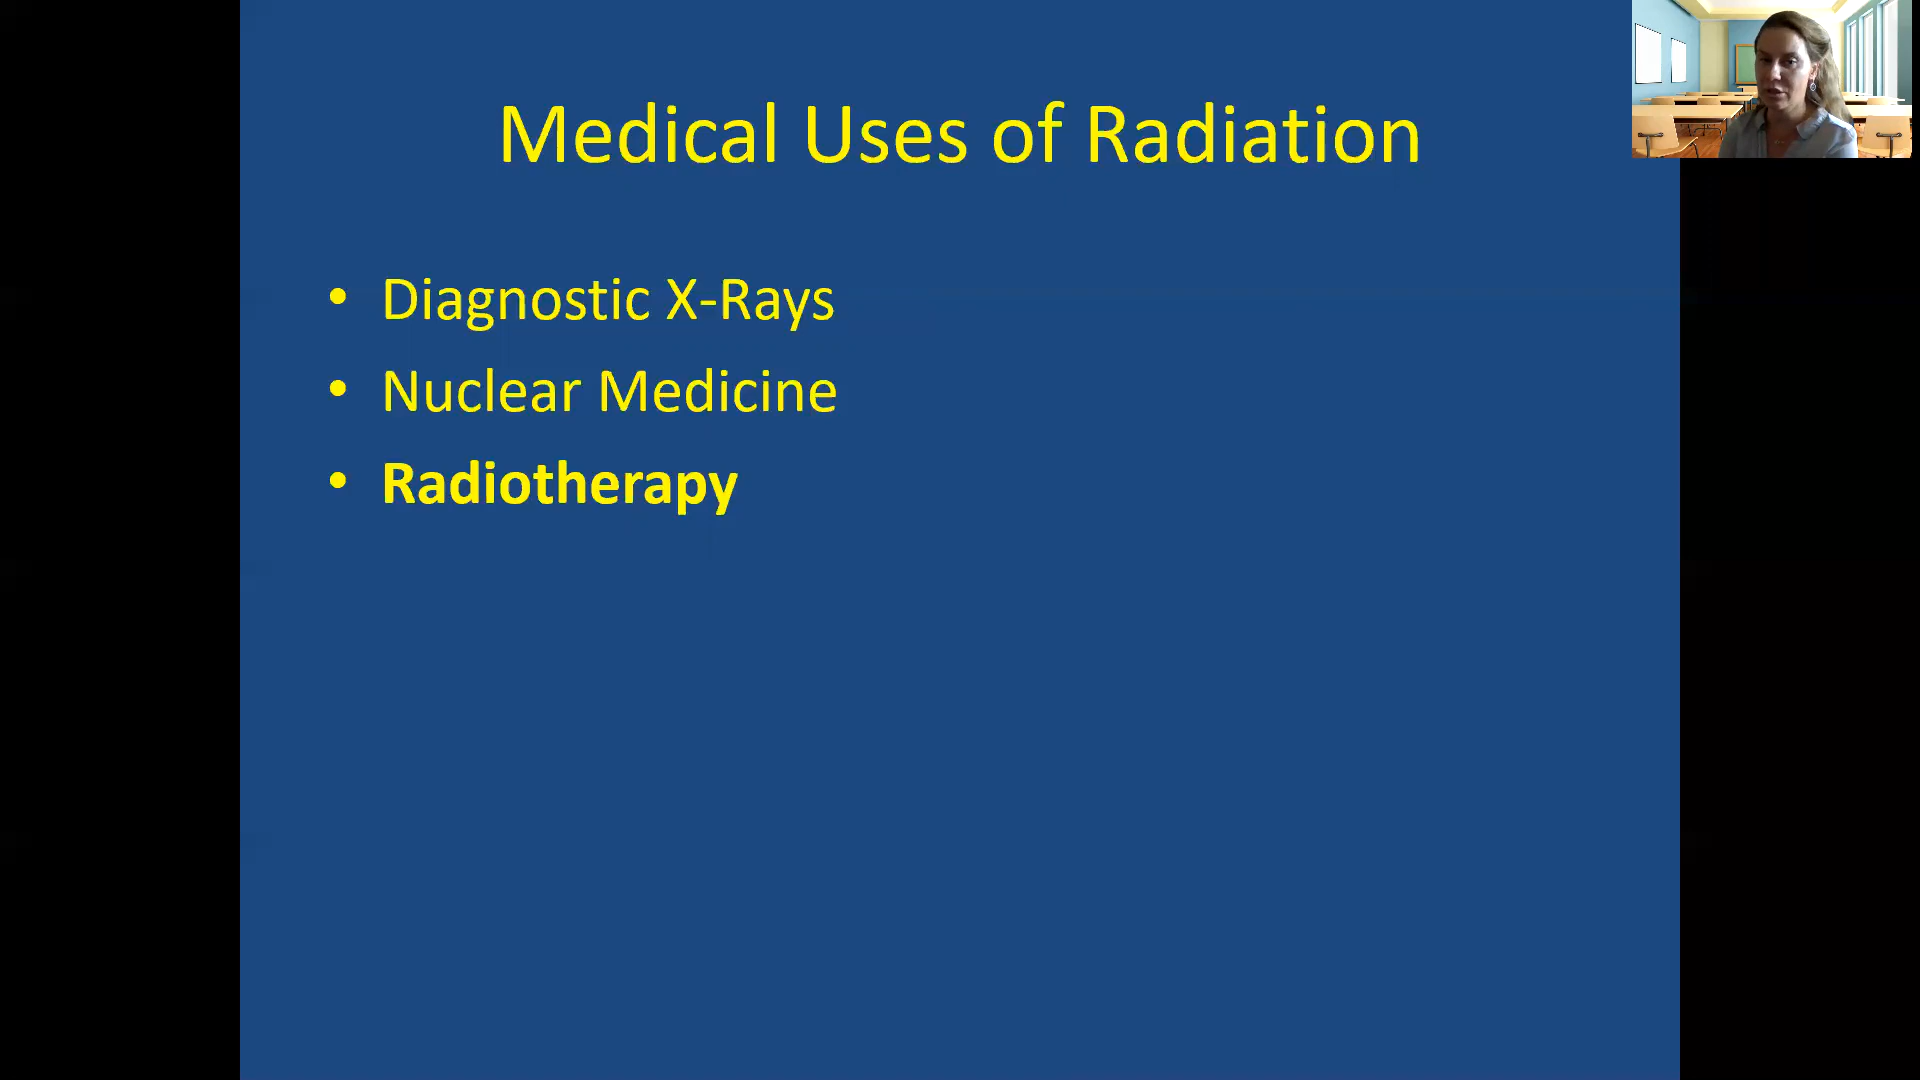 Medical Uses of Radiation
• Diagnostic X-Rays
• Nuclear Medicine
• Radiotherapy